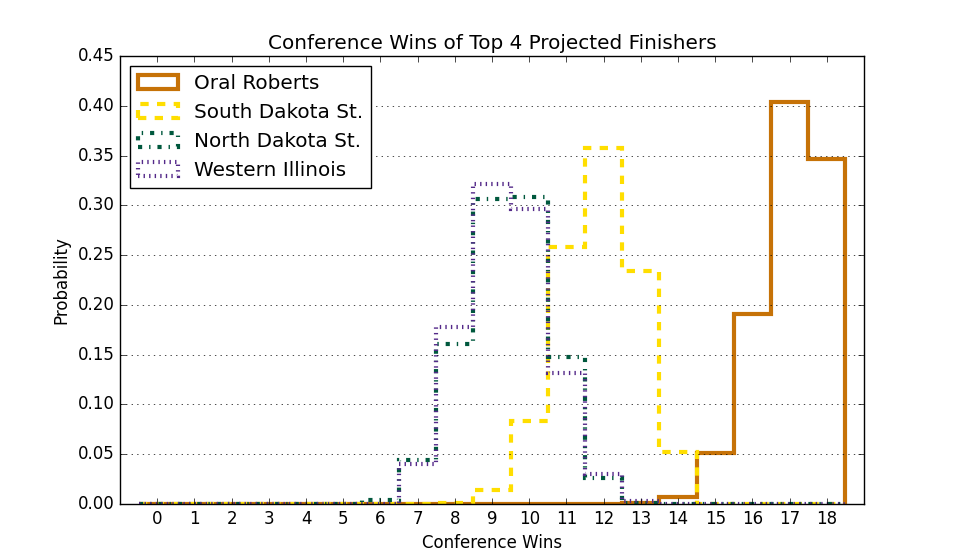 Conference Wins of Top 4 Projected Finishers
Oral Roberts
South Dakota St.
North Dakota St.
Western Illinois
0.45
0.40
0.35
0.30
0.25
0.20
0.15
0.10
0.05
0.00
Probability
0 1 2 3 4 5 6 7 8 9 10 11 12 13 14 15 16 17 18
Conference Wins